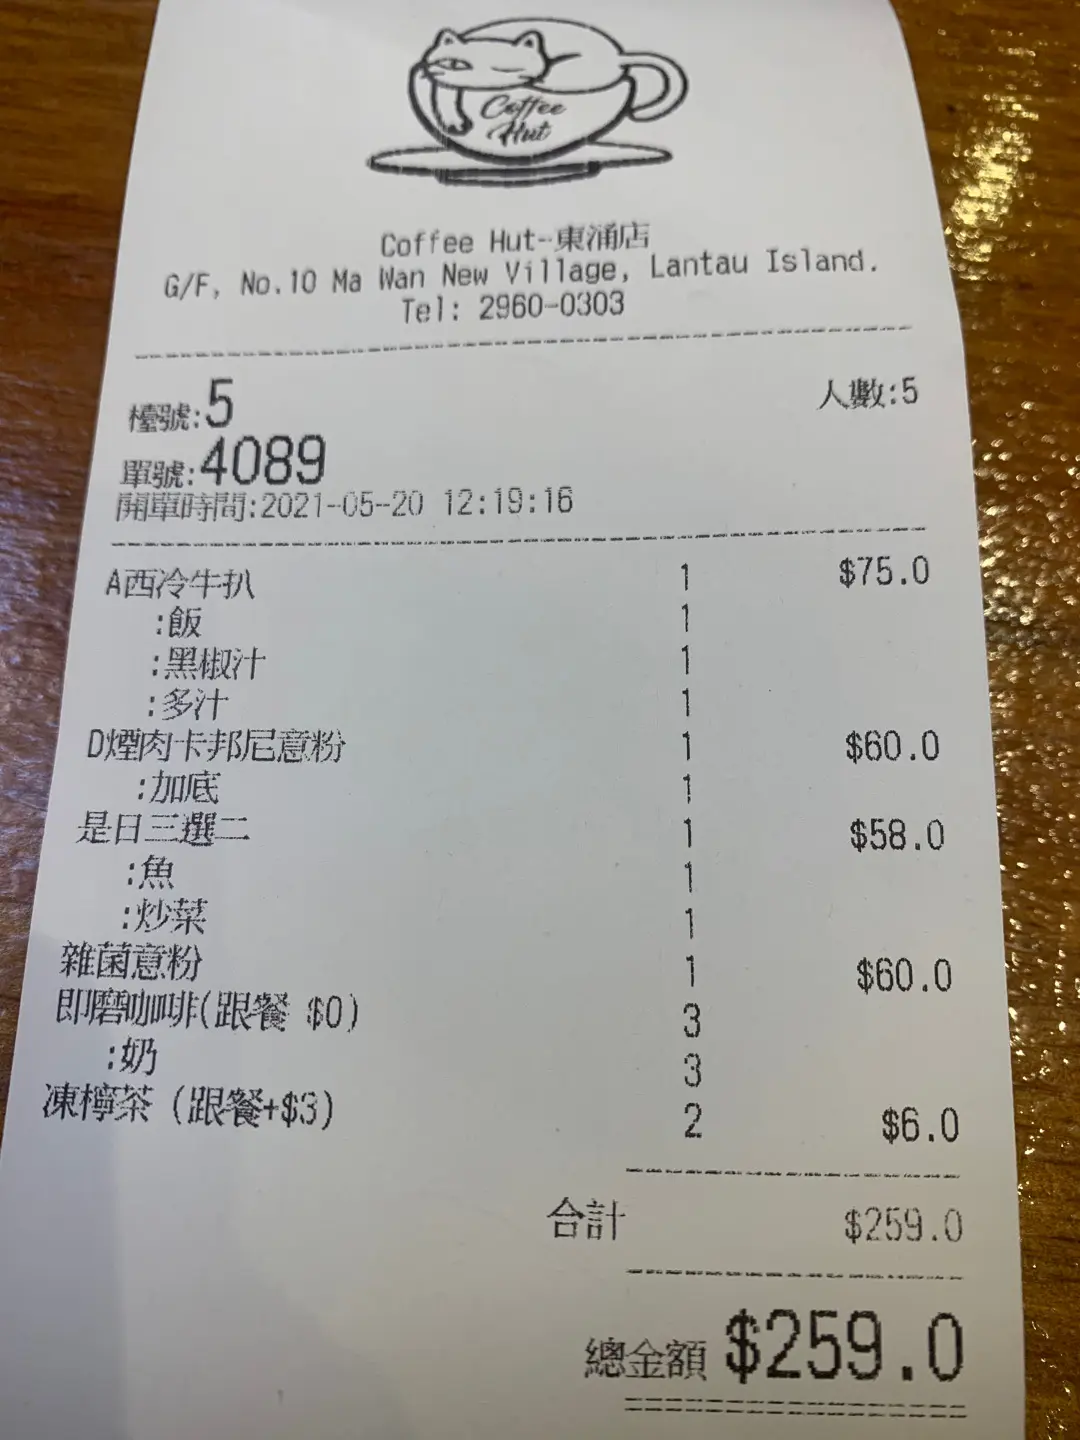 Coffee
Hut
Coffee Hut-東涌店
G/F, No.10 Ma Wan New Village, Lantau Island.
Tel: 2960-0303
檯號:5 人數:5
單號:4089
開單時間:2021-05-20 12:19:16
A西冷牛扒 1 $75.0
:飯 1
:黑椒汁 1
:多汁 1
D煙肉卡邦尼意粉 1 $60.0
:加底 1
是日三選二 1 $58.0
:魚 1
:炒菜 1
雜菌意粉 1 $60.0
即磨咖啡(跟餐 $0) 3
:奶 3
凍檸茶 (跟餐+$3) 2 $6.0
合計 $259.0
總金額 $259.0